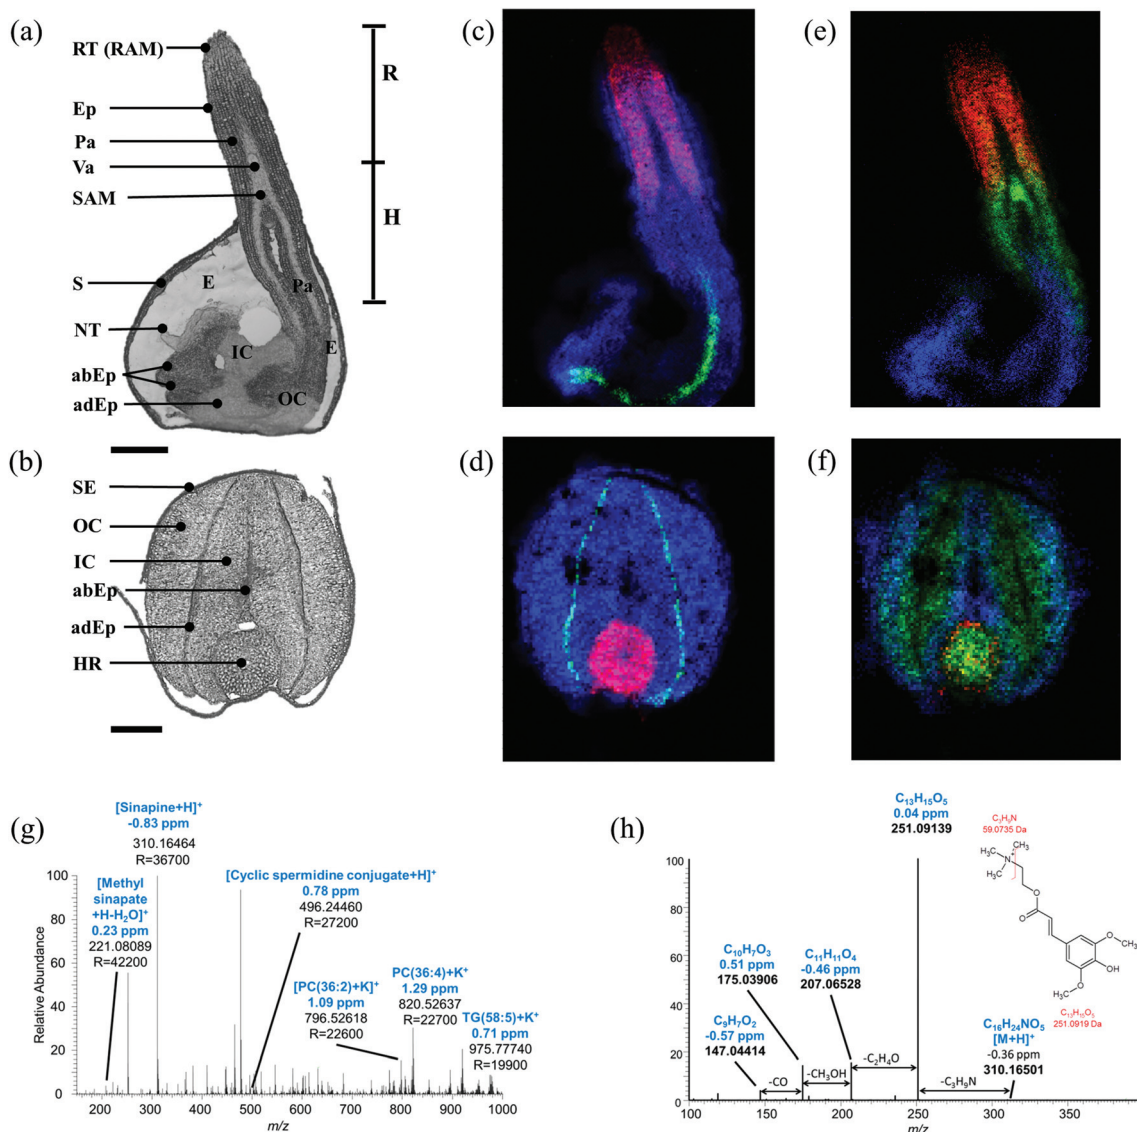 (a)
RT (RAM)
Ep
Pa
Va
SAM
S
E
NT
Pa
IC
E
abEp
OC
adEp
R
H
(b)
SE
OC
IC
abEp
adEp
HR
(c)
(d)
(e)
(f)
(g)
[Sinapine+H]⁺
-0.83 ppm
310.16464
R=36700
[Methyl
sinapate
+H-H₂O]⁺
0.23 ppm
221.08089
R=42200
[Cyclic spermidine conjugate+H]⁺
0.78 ppm
496.24460
R=27200
[PC(36:2)+K]⁺
1.09 ppm
796.52618
R=22600
PC(36:4)+K⁺
1.29 ppm
820.52637
R=22700
TG(58:5)+K⁺
0.71 ppm
975.77740
R=19900
Relative Abundance
100
80
60
40
20
0
200 300 400 500 600 700 800 900 1000
m/z
(h)
C₁₃H₁₅O₅
0.04 ppm
251.09139
C₃H₉N
59.0735 Da
H₃C
CH₃
N⁺
H₃C
O
O
O
CH₃
OH
O
H₃C
C₁₃H₁₅O₅
251.0919 Da
C₁₀H₇O₃
0.51 ppm
175.03906
C₁₁H₁₁O₄
-0.46 ppm
207.06528
C₉H₇O₂
-0.57 ppm
147.04414
C₁₆H₂₄NO₅
[M+H]⁺
-0.36 ppm
310.16501
-CO
-CH₃OH
-C₂H₄O
-C₃H₉N
100
80
60
40
20
0
100 150 200 250 300 350
m/z